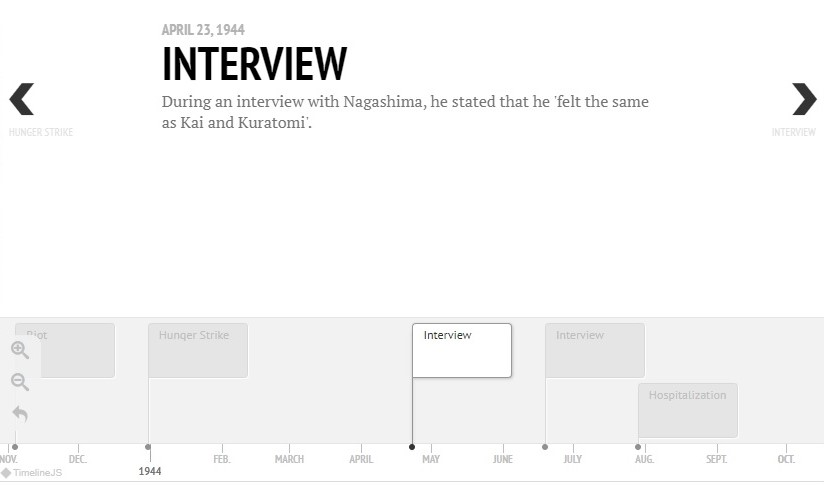 APRIL 23, 1944
INTERVIEW
During an interview with Nagashima, he stated that he 'felt the same
as Kai and Kuratomi'.
HUNGER STRIKE
INTERVIEW
Riot
Hunger Strike
Interview
Interview
Hospitalization
NOV.
DEC.
1944
FEB.
MARCH
APRIL
MAY
JUNE
JULY
AUG.
SEPT.
OCT.
TimelineJS